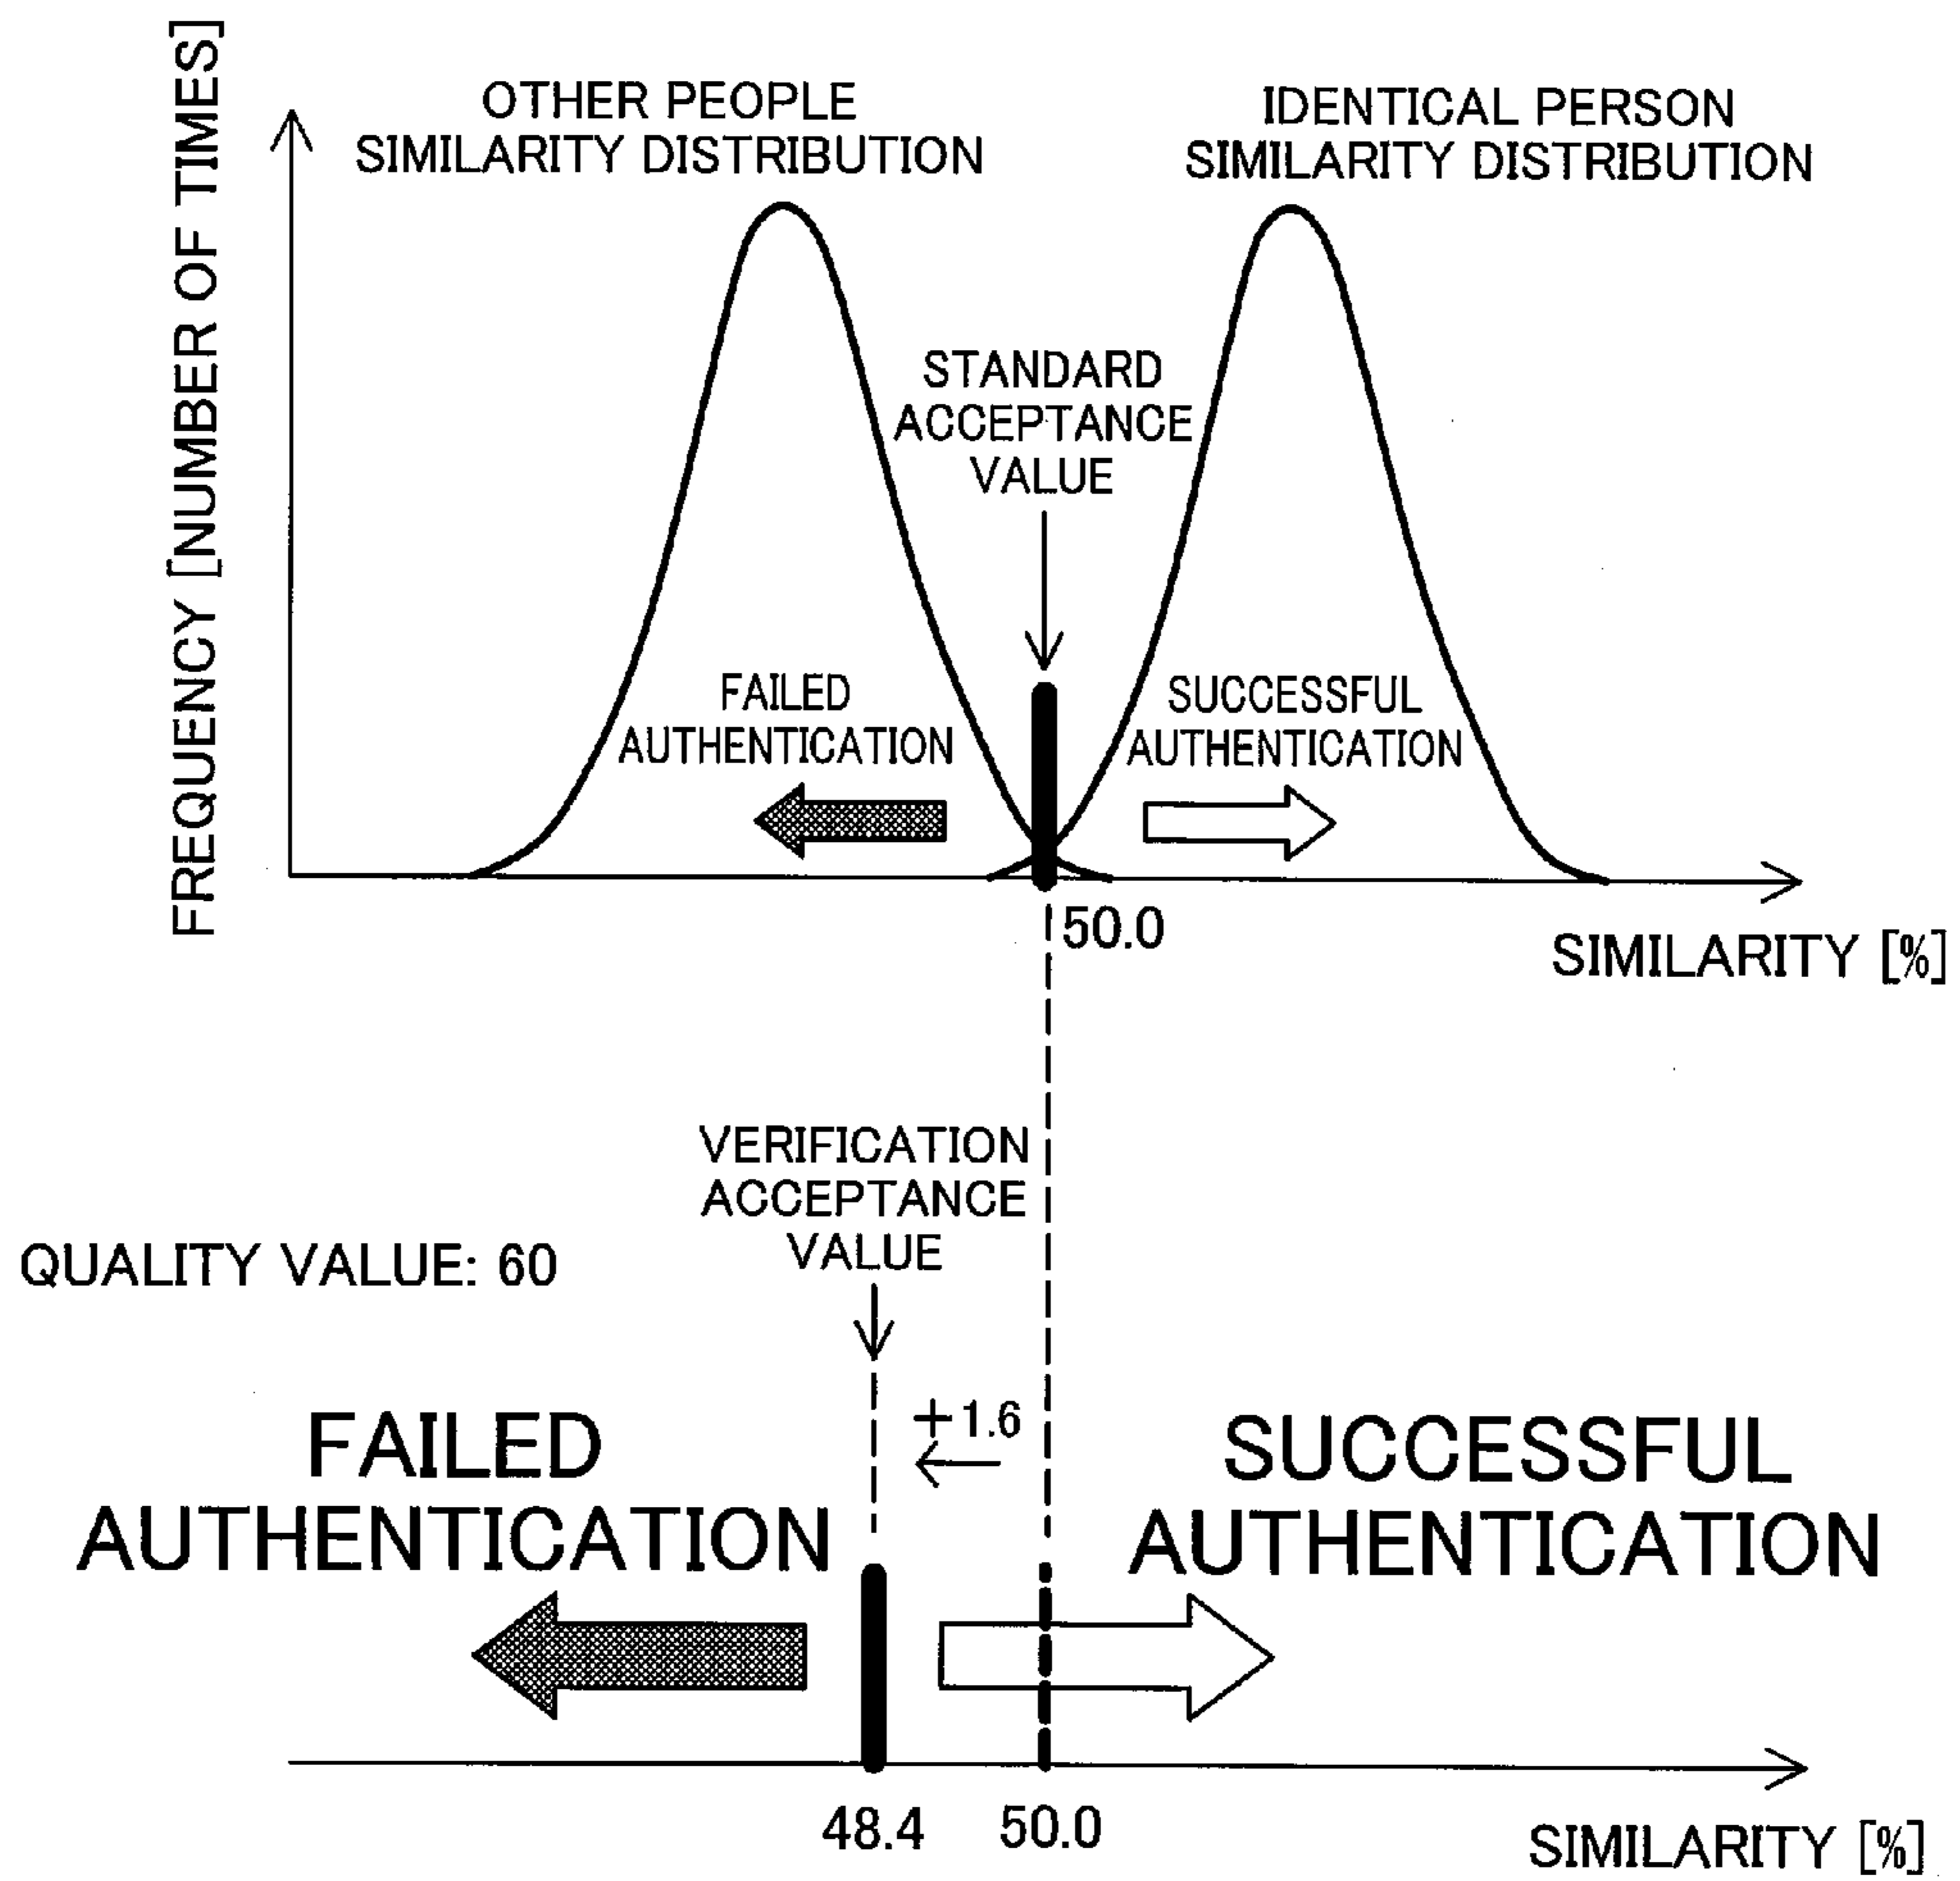 FREQUENCY [NUMBER OF TIMES]
OTHER PEOPLE
SIMILARITY DISTRIBUTION
IDENTICAL PERSON
SIMILARITY DISTRIBUTION
STANDARD
ACCEPTANCE
VALUE
FAILED
AUTHENTICATION
SUCCESSFUL
AUTHENTICATION
50.0
SIMILARITY [%]
VERIFICATION
ACCEPTANCE
VALUE
QUALITY VALUE: 60
+1.6
FAILED
AUTHENTICATION
SUCCESSFUL
AUTHENTICATION
48.4
50.0
SIMILARITY [%]